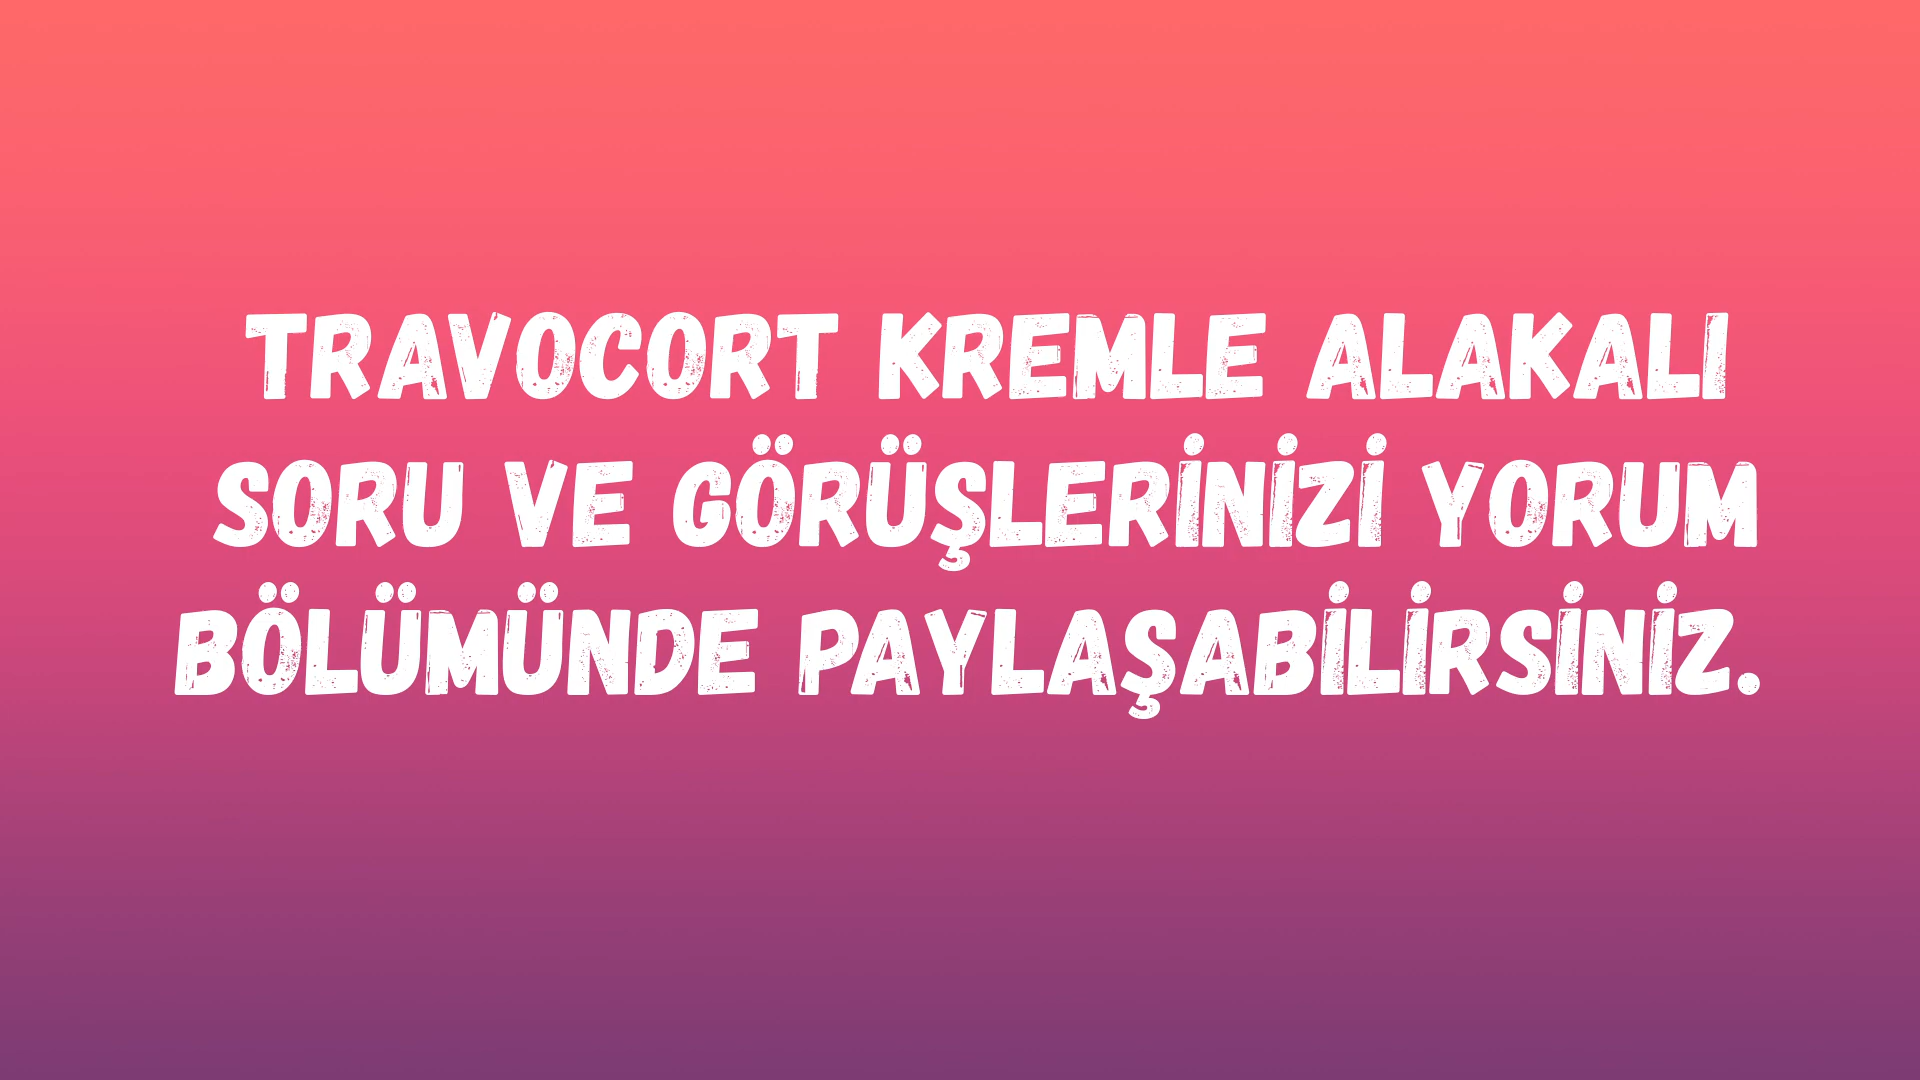 TRAVOCORT KREMLE ALAKALI
SORU VE GÖRÜŞLERİNİZİ YORUM
BÖLÜMÜNDE PAYLAŞABİLİRSİNİZ.